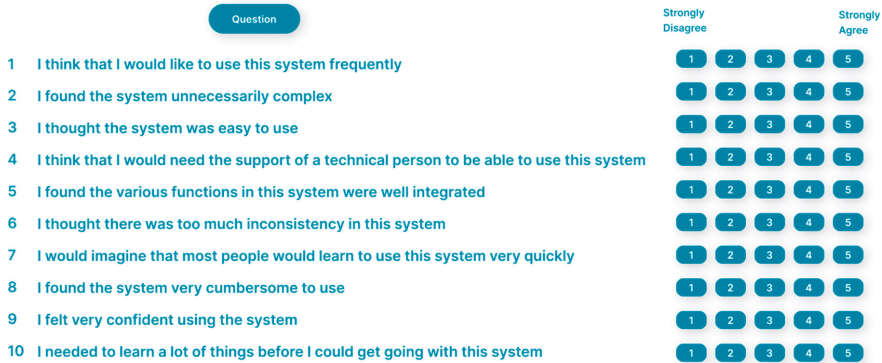 Question
Strongly Disagree
Strongly Agree
1 I think that I would like to use this system frequently 1 2 3 4 5
2 I found the system unnecessarily complex 1 2 3 4 5
3 I thought the system was easy to use 1 2 3 4 5
4 I think that I would need the support of a technical person to be able to use this system 1 2 3 4 5
5 I found the various functions in this system were well integrated 1 2 3 4 5
6 I thought there was too much inconsistency in this system 1 2 3 4 5
7 I would imagine that most people would learn to use this system very quickly 1 2 3 4 5
8 I found the system very cumbersome to use 1 2 3 4 5
9 I felt very confident using the system 1 2 3 4 5
10 I needed to learn a lot of things before I could get going with this system 1 2 3 4 5